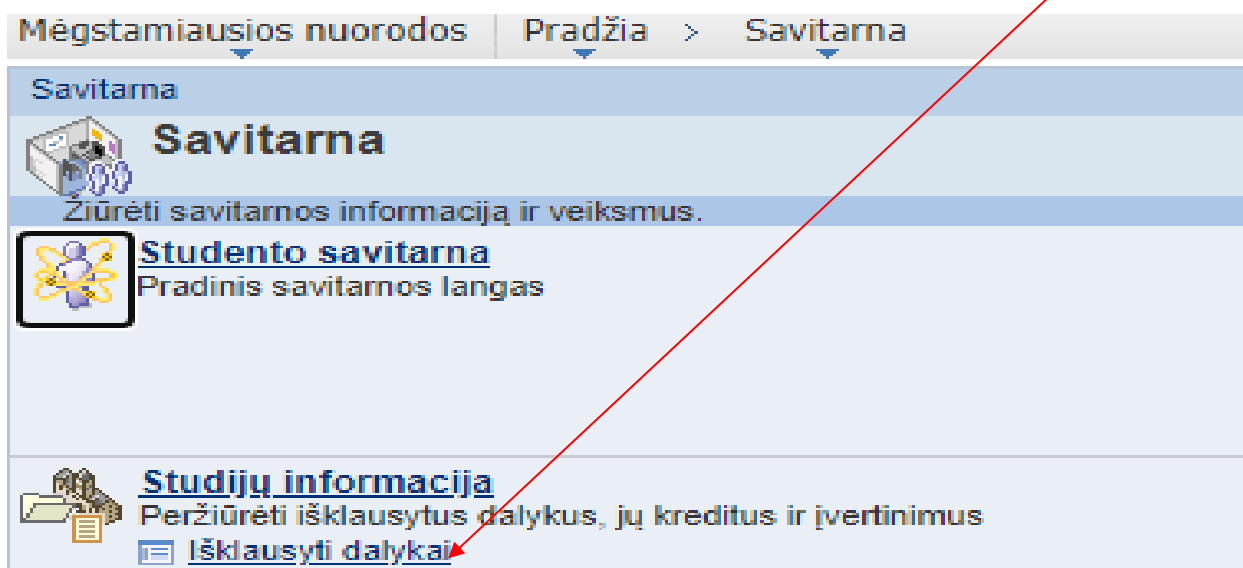 Mėgstamiausios nuorodos Pradžia > Savitarna
Savitarna
Savitarna
Žiūrėti savitarnos informaciją ir veiksmus.
Studento savitarna
Pradinis savitarnos langas
Studijų informacija
Peržiūrėti išklausytus dalykus, jų kreditus ir įvertinimus
Išklausyti dalykai